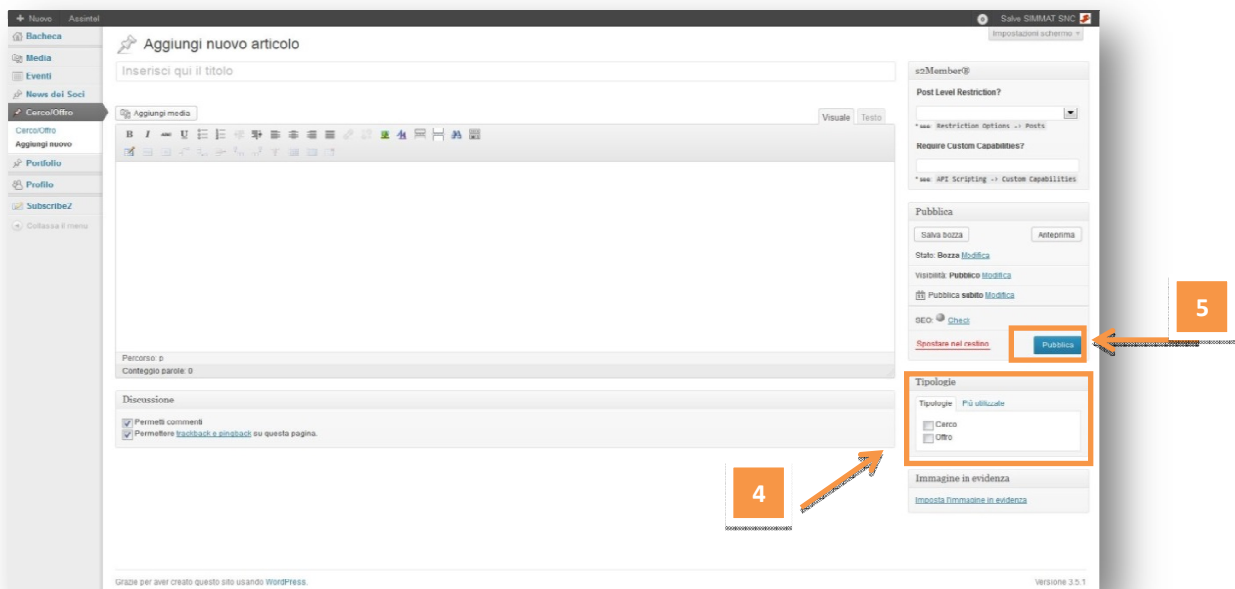 Nuovo Assintel
Salve SIMMAT SNC
Bacheca
Media
Eventi
News dei Soci
Cerco/Offro
Cerco/Offro
Aggiungi nuovo
Portfolio
Profilo
Subscribe2
Collassa il menu
Impostazioni schermo
Aggiungi nuovo articolo
Inserisci qui il titolo
Aggiungi media
Visuale Testo
Percorso: p
Conteggio parole: 0
Discussione
Permetti commenti
Permettere trackback e pingback su questa pagina.
s2Member®
Post Level Restriction?
Restriction Options -> Posts
Require Custom Capabilities?
API Scripting -> Custom Capabilities
Pubblica
Salva bozza Anteprima
Stato: Bozza Modifica
Visibilità: Pubblico Modifica
Pubblica subito Modifica
SEO: Check
Spostare nel cestino Pubblica
5
Tipologie
Tipologie Più utilizzate
Cerco
Offro
4
Immagine in evidenza
Imposta l'immagine in evidenza
Grazie per aver creato questo sito usando WordPress.
Versione 3.5.1